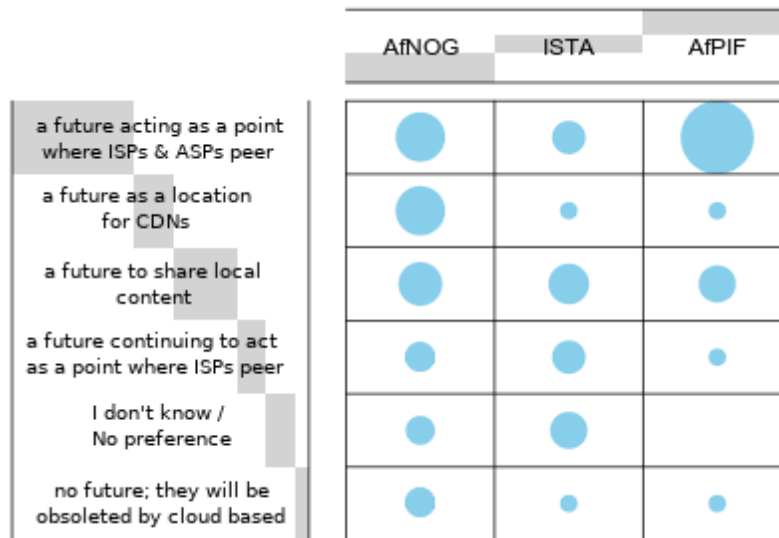 AfNOG ISTA AfPIF
a future acting as a point
where ISPs & ASPs peer
a future as a location
for CDNs
a future to share local
content
a future continuing to act
as a point where ISPs peer
I don't know /
No preference
no future; they will be
obsoleted by cloud based